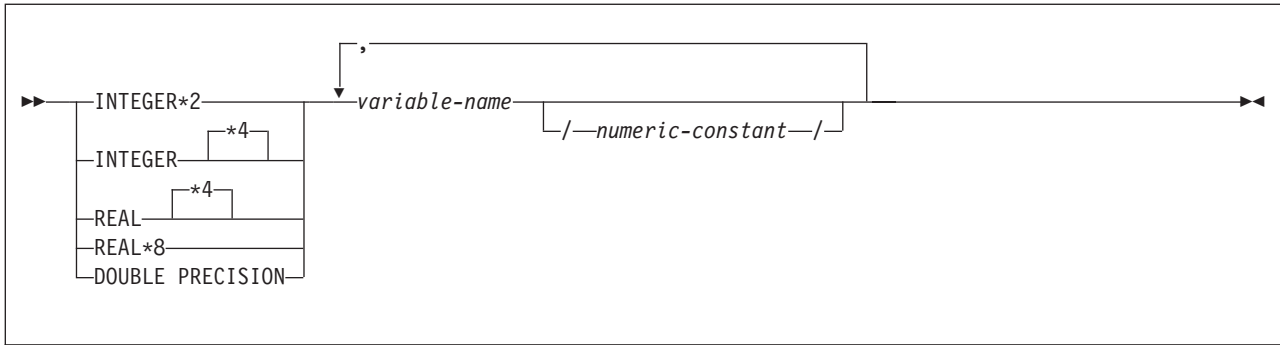 ,
INTEGER*2 variable-name / numeric-constant /
*4
INTEGER
*4
REAL
REAL*8
DOUBLE PRECISION